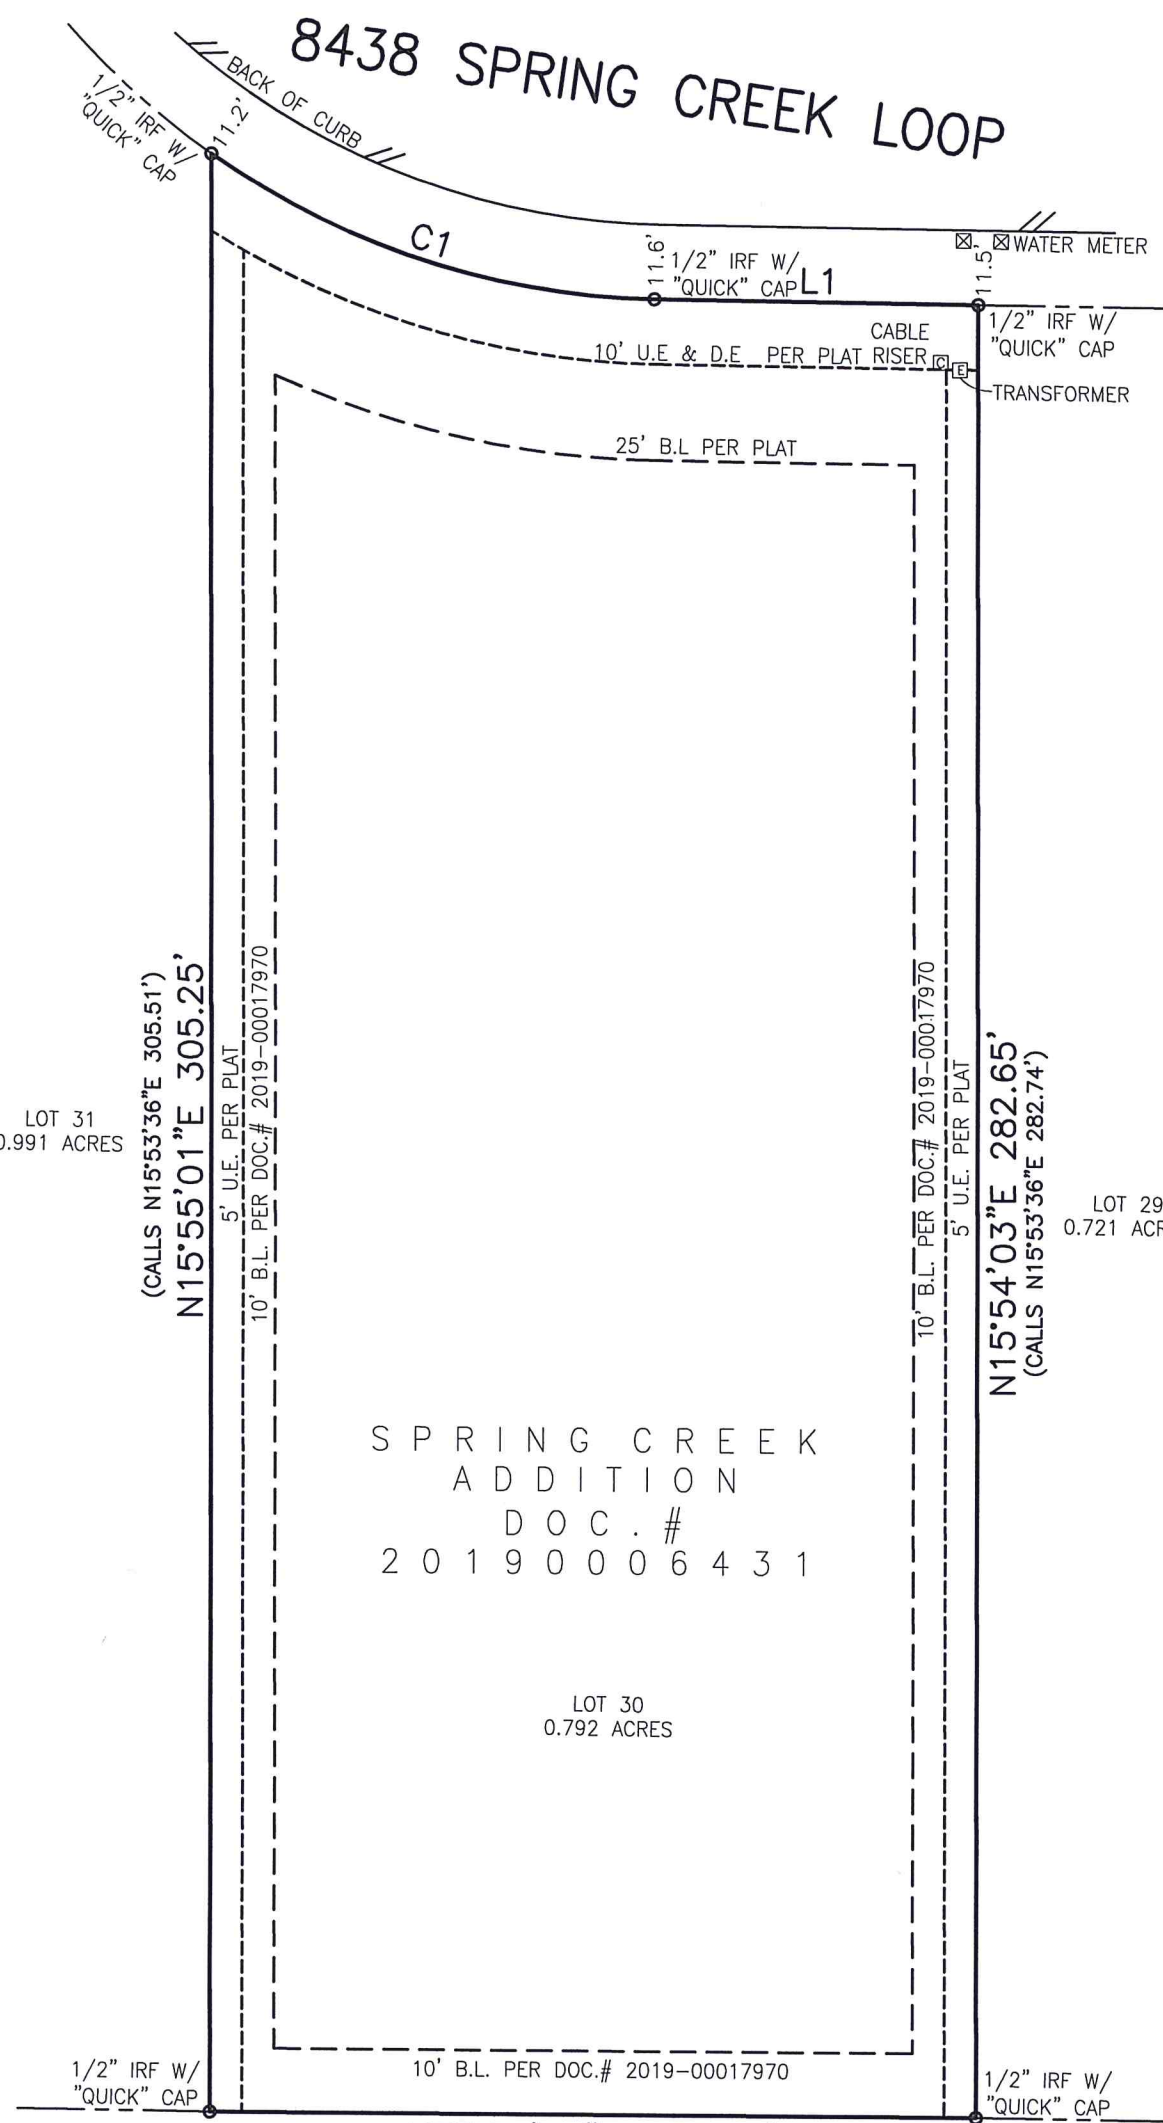 8438 SPRING CREEK LOOP
BACK OF CURB
1/2" IRF W/
"QUICK" CAP
11.2'
C1
11.6'
1/2" IRF W/
"QUICK" CAP
L1
11.5'
WATER METER
1/2" IRF W/
"QUICK" CAP
CABLE
RISER
10' U.E & D.E PER PLAT
C
E
TRANSFORMER
25' B.L PER PLAT
(CALLS N15°53'36"E 305.51')
N15°55'01"E 305.25'
5' U.E. PER PLAT
10' B.L. PER DOC.# 2019-00017970
10' B.L. PER DOC.# 2019-00017970
5' U.E. PER PLAT
N15°54'03"E 282.65'
(CALLS N15°53'36"E 282.74')
LOT 31
0.991 ACRES
LOT 29
0.721
SPRING CREEK
ADDITION
DOC.#
20190006431
LOT 30
0.792 ACRES
1/2" IRF W/
"QUICK" CAP
10' B.L. PER DOC.# 2019-00017970
1/2" IRF W/
"QUICK" CAP